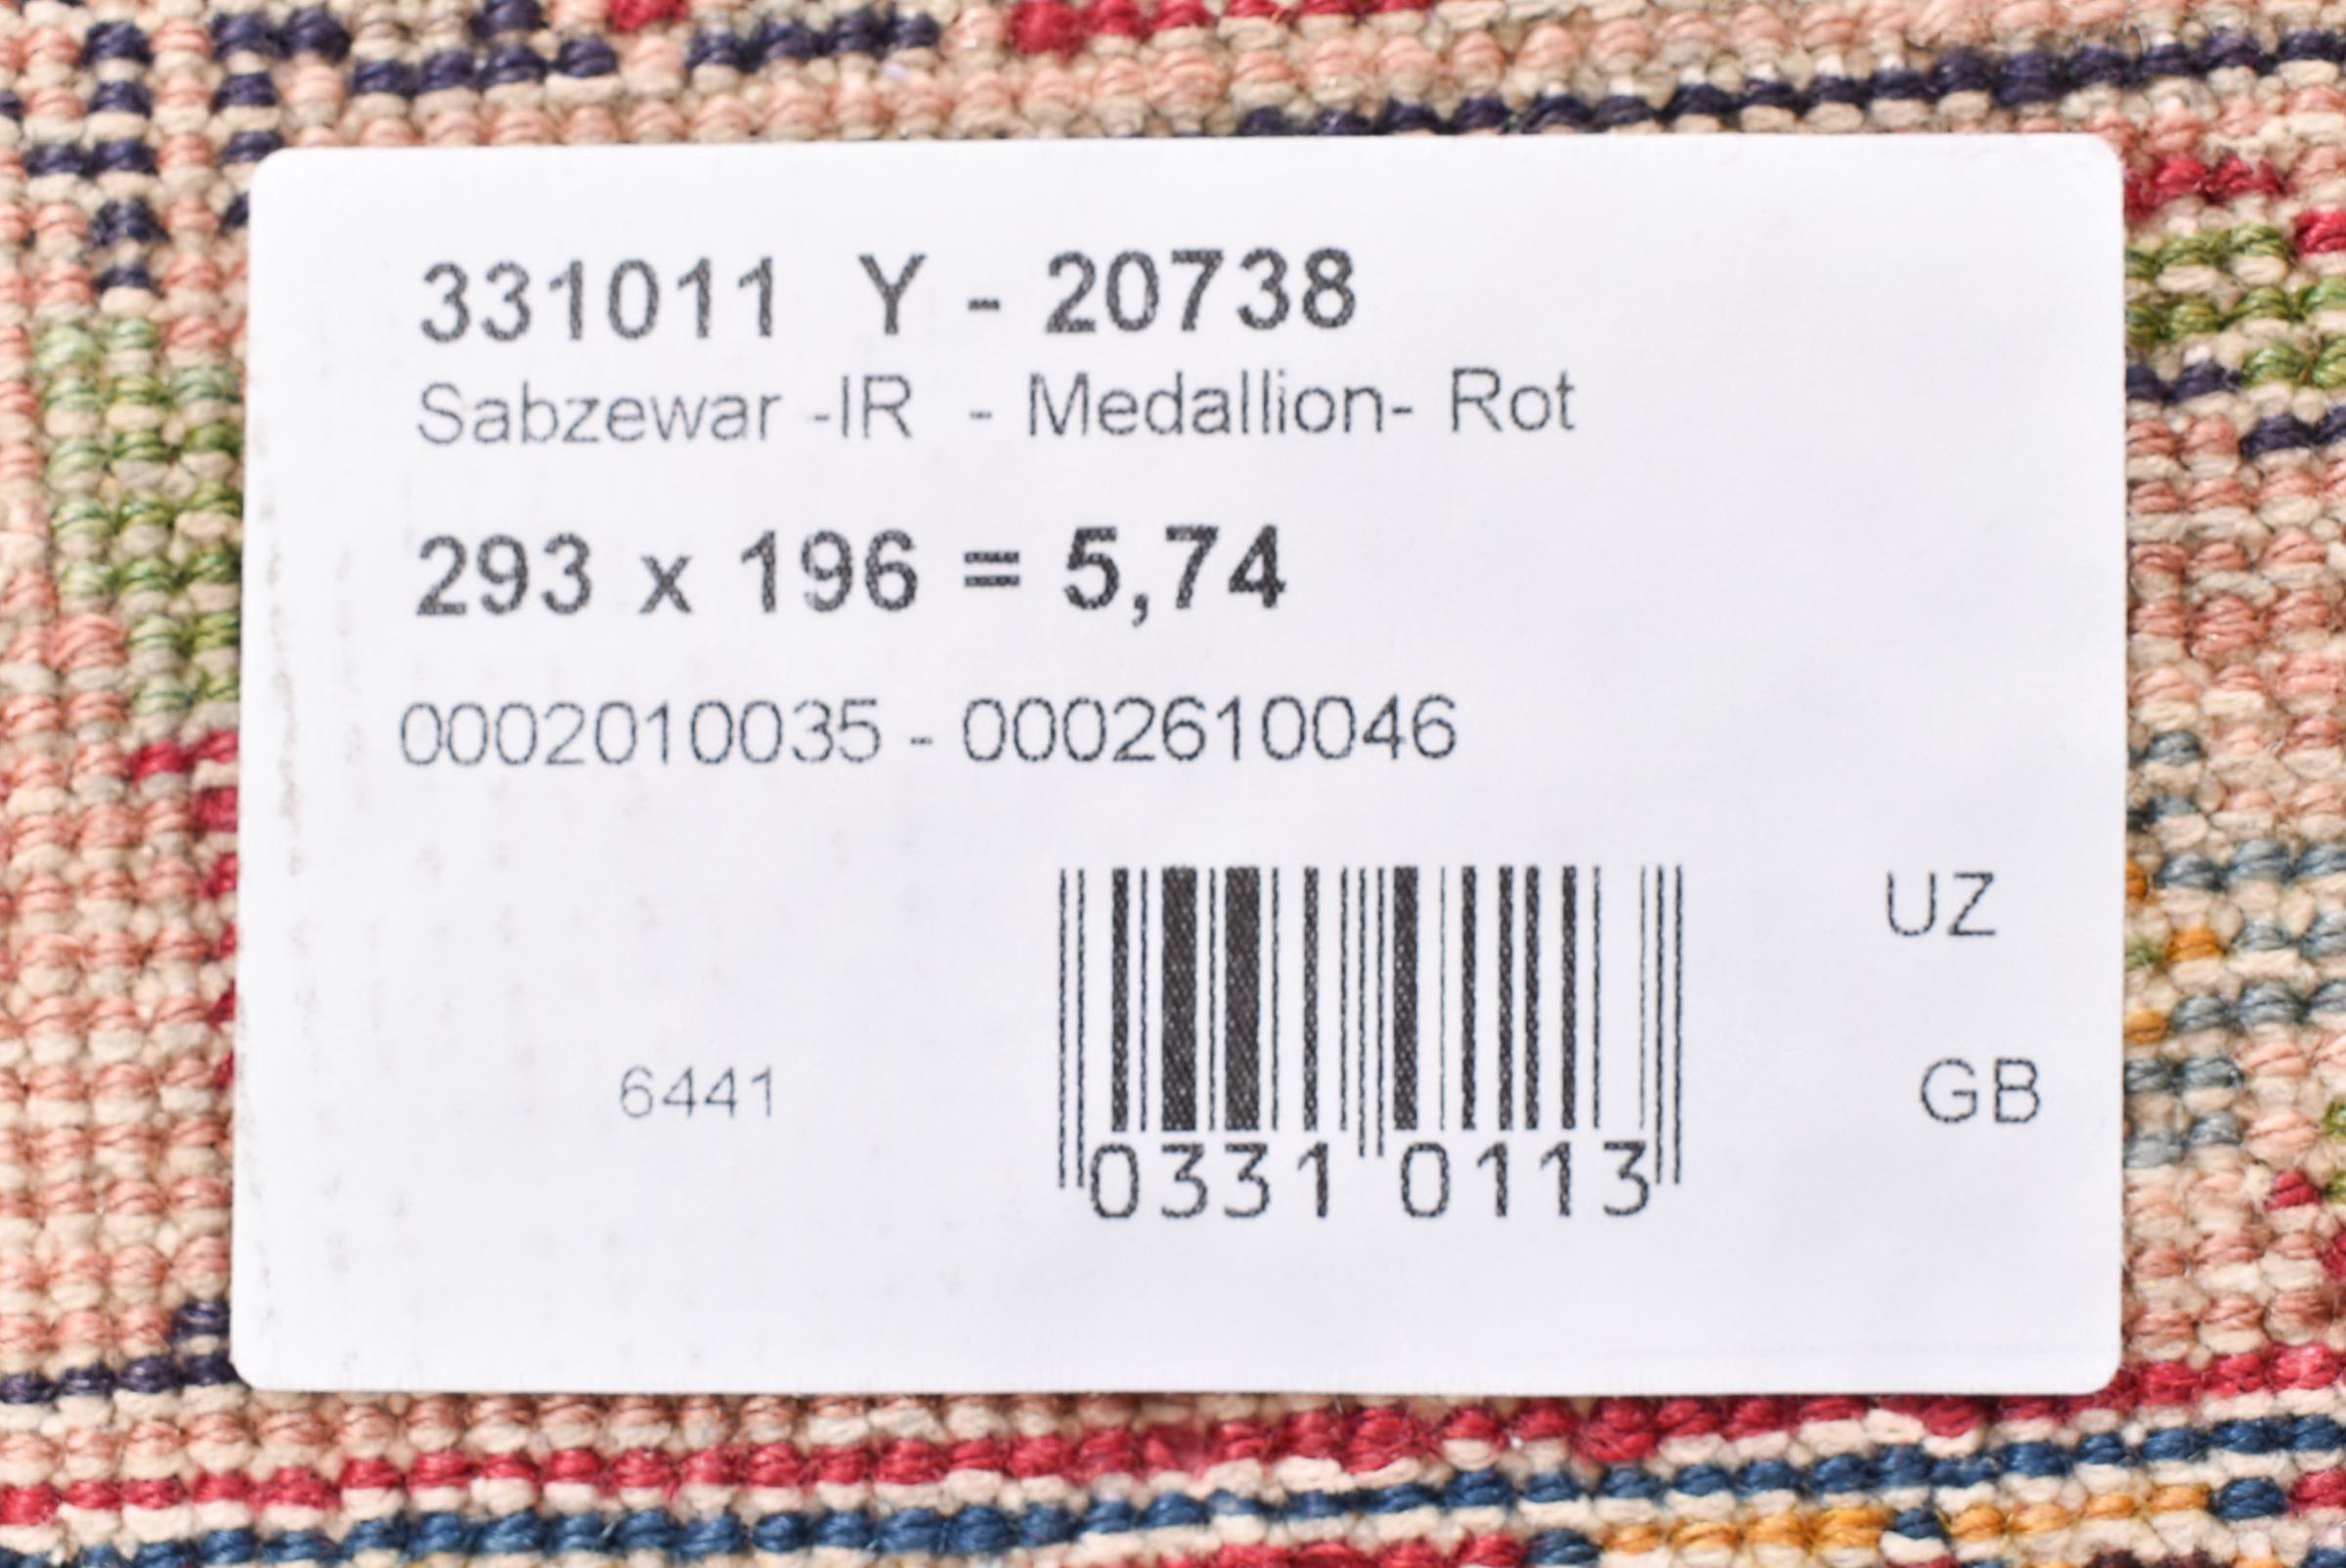 331011 Y - 20738
Sabzewar -IR - Medallion- Rot
293 x 196 = 5,74
0002010035 - 0002610046
UZ
6441
GB
0331 0113